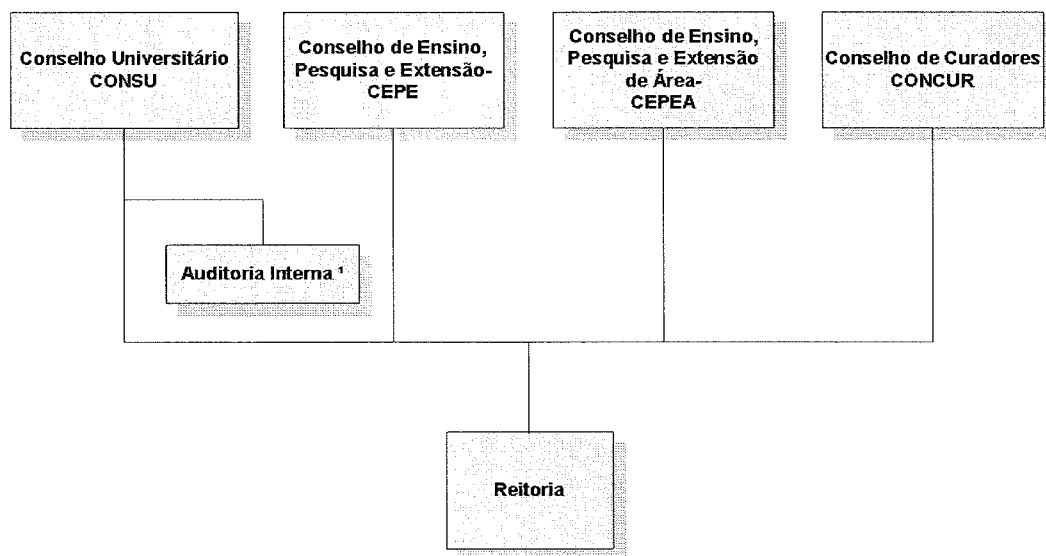 Conselho Universitário
CONSU
Conselho de Ensino,
Pesquisa e Extensão-
CEPE
Conselho de Ensino,
Pesquisa e Extensão
de Área-
CEPEA
Conselho de Curadores
CONCUR
Auditoria Interna ¹
Reitoria